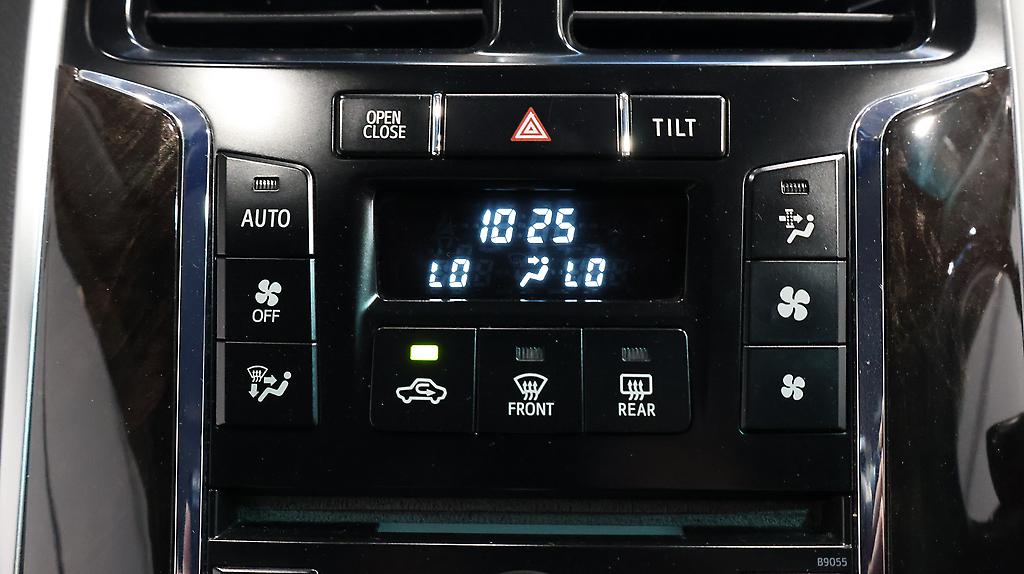 OPEN
CLOSE
TILT
AUTO
10 25
LO LO
OFF
FRONT
REAR
B9055